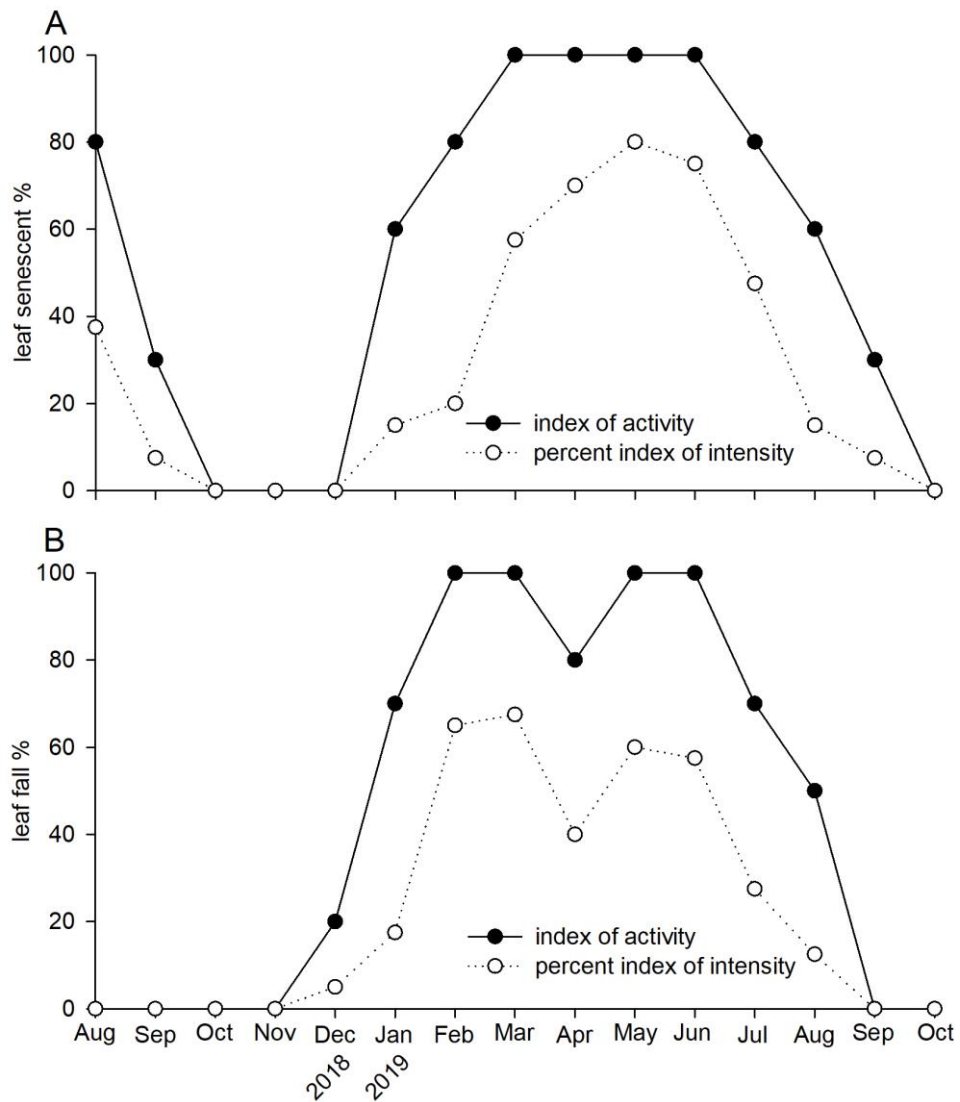 A
100
80
60
40
20
0
leaf senescent %
index of activity
percent index of intensity
B
100
80
60
40
20
0
leaf fall %
index of activity
percent index of intensity
Aug Sep Oct Nov Dec Jan Feb Mar Apr May Jun Jul Aug Sep Oct
2018 2019